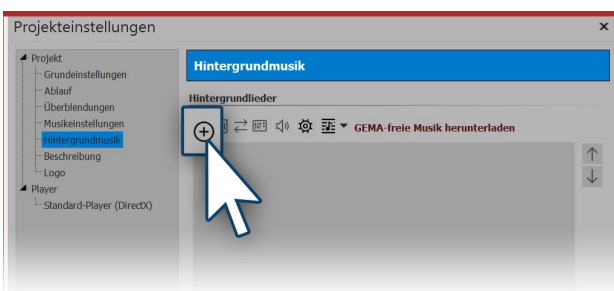 Projekteinstellungen
Projekt
Grundeinstellungen
Ablauf
Überblendungen
Musikeinstellungen
Hintergrundmusik
Beschreibung
Logo
Player
Standard-Player (DirectX)
Hintergrundmusik
Hintergrundlieder
GEMA-freie Musik herunterladen